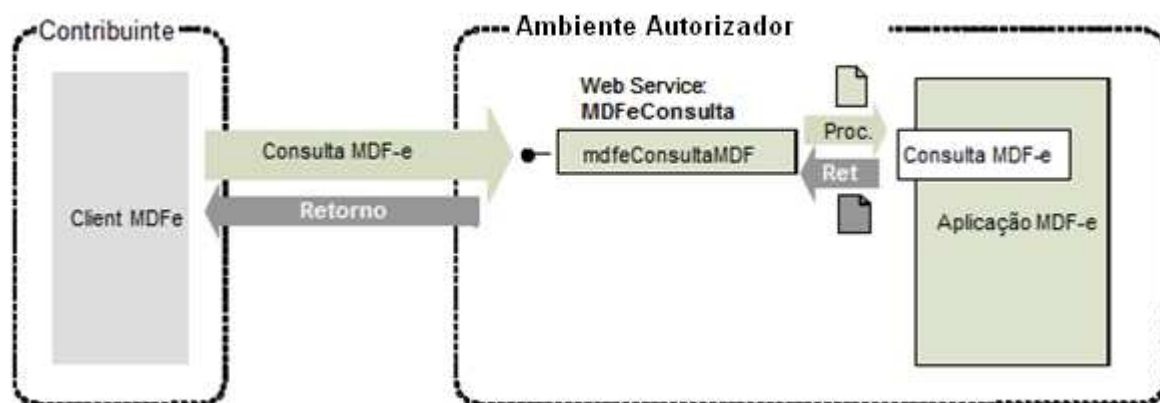 Contribuinte
Ambiente Autorizador
Web Service:
MDFeConsulta
Proc.
Consulta MDF-e
mdfeConsultaMDF
Consulta MDF-e
Ret
Retorno
Client MDFe
Aplicação MDF-e